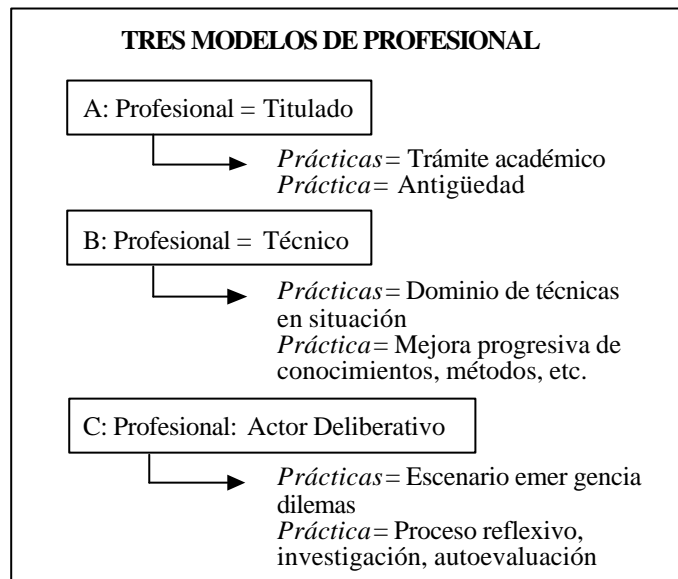 TRES MODELOS DE PROFESIONAL
A: Profesional = Titulado
Prácticas = Trámite académico
Práctica = Antigüedad
B: Profesional = Técnico
Prácticas = Dominio de técnicas
en situación
Práctica = Mejora progresiva de
conocimientos, métodos, etc.
C: Profesional: Actor Deliberativo
Prácticas = Escenario emer gencia
dilemas
Práctica = Proceso reflexivo,
investigación, autoevaluación